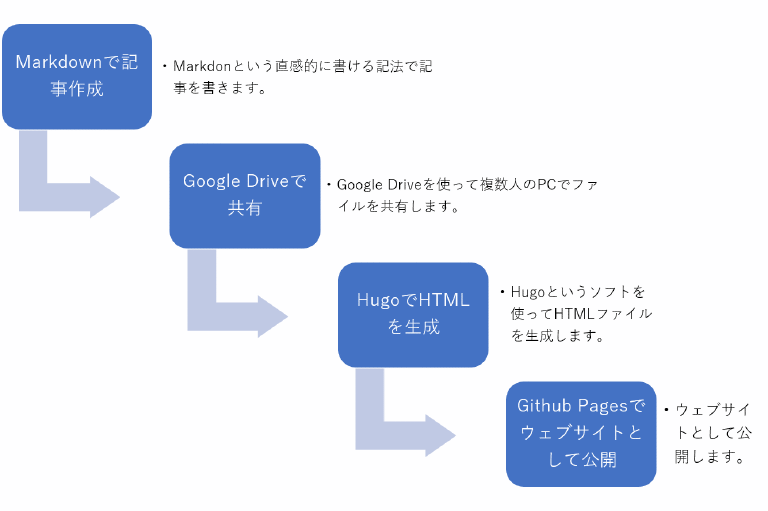 Markdownで記
事作成
・Markdonという直感的に書ける記法で記
事を書きます。
Google Driveで
共有
・Google Driveを使って複数人のPCでファ
イルを共有します。
HugoでHTML
を生成
・Hugoというソフトを
使ってHTMLファイル
を生成します。
Github Pagesで
ウェブサイトと
して公開
・ウェブサイ
トとして公
開します。